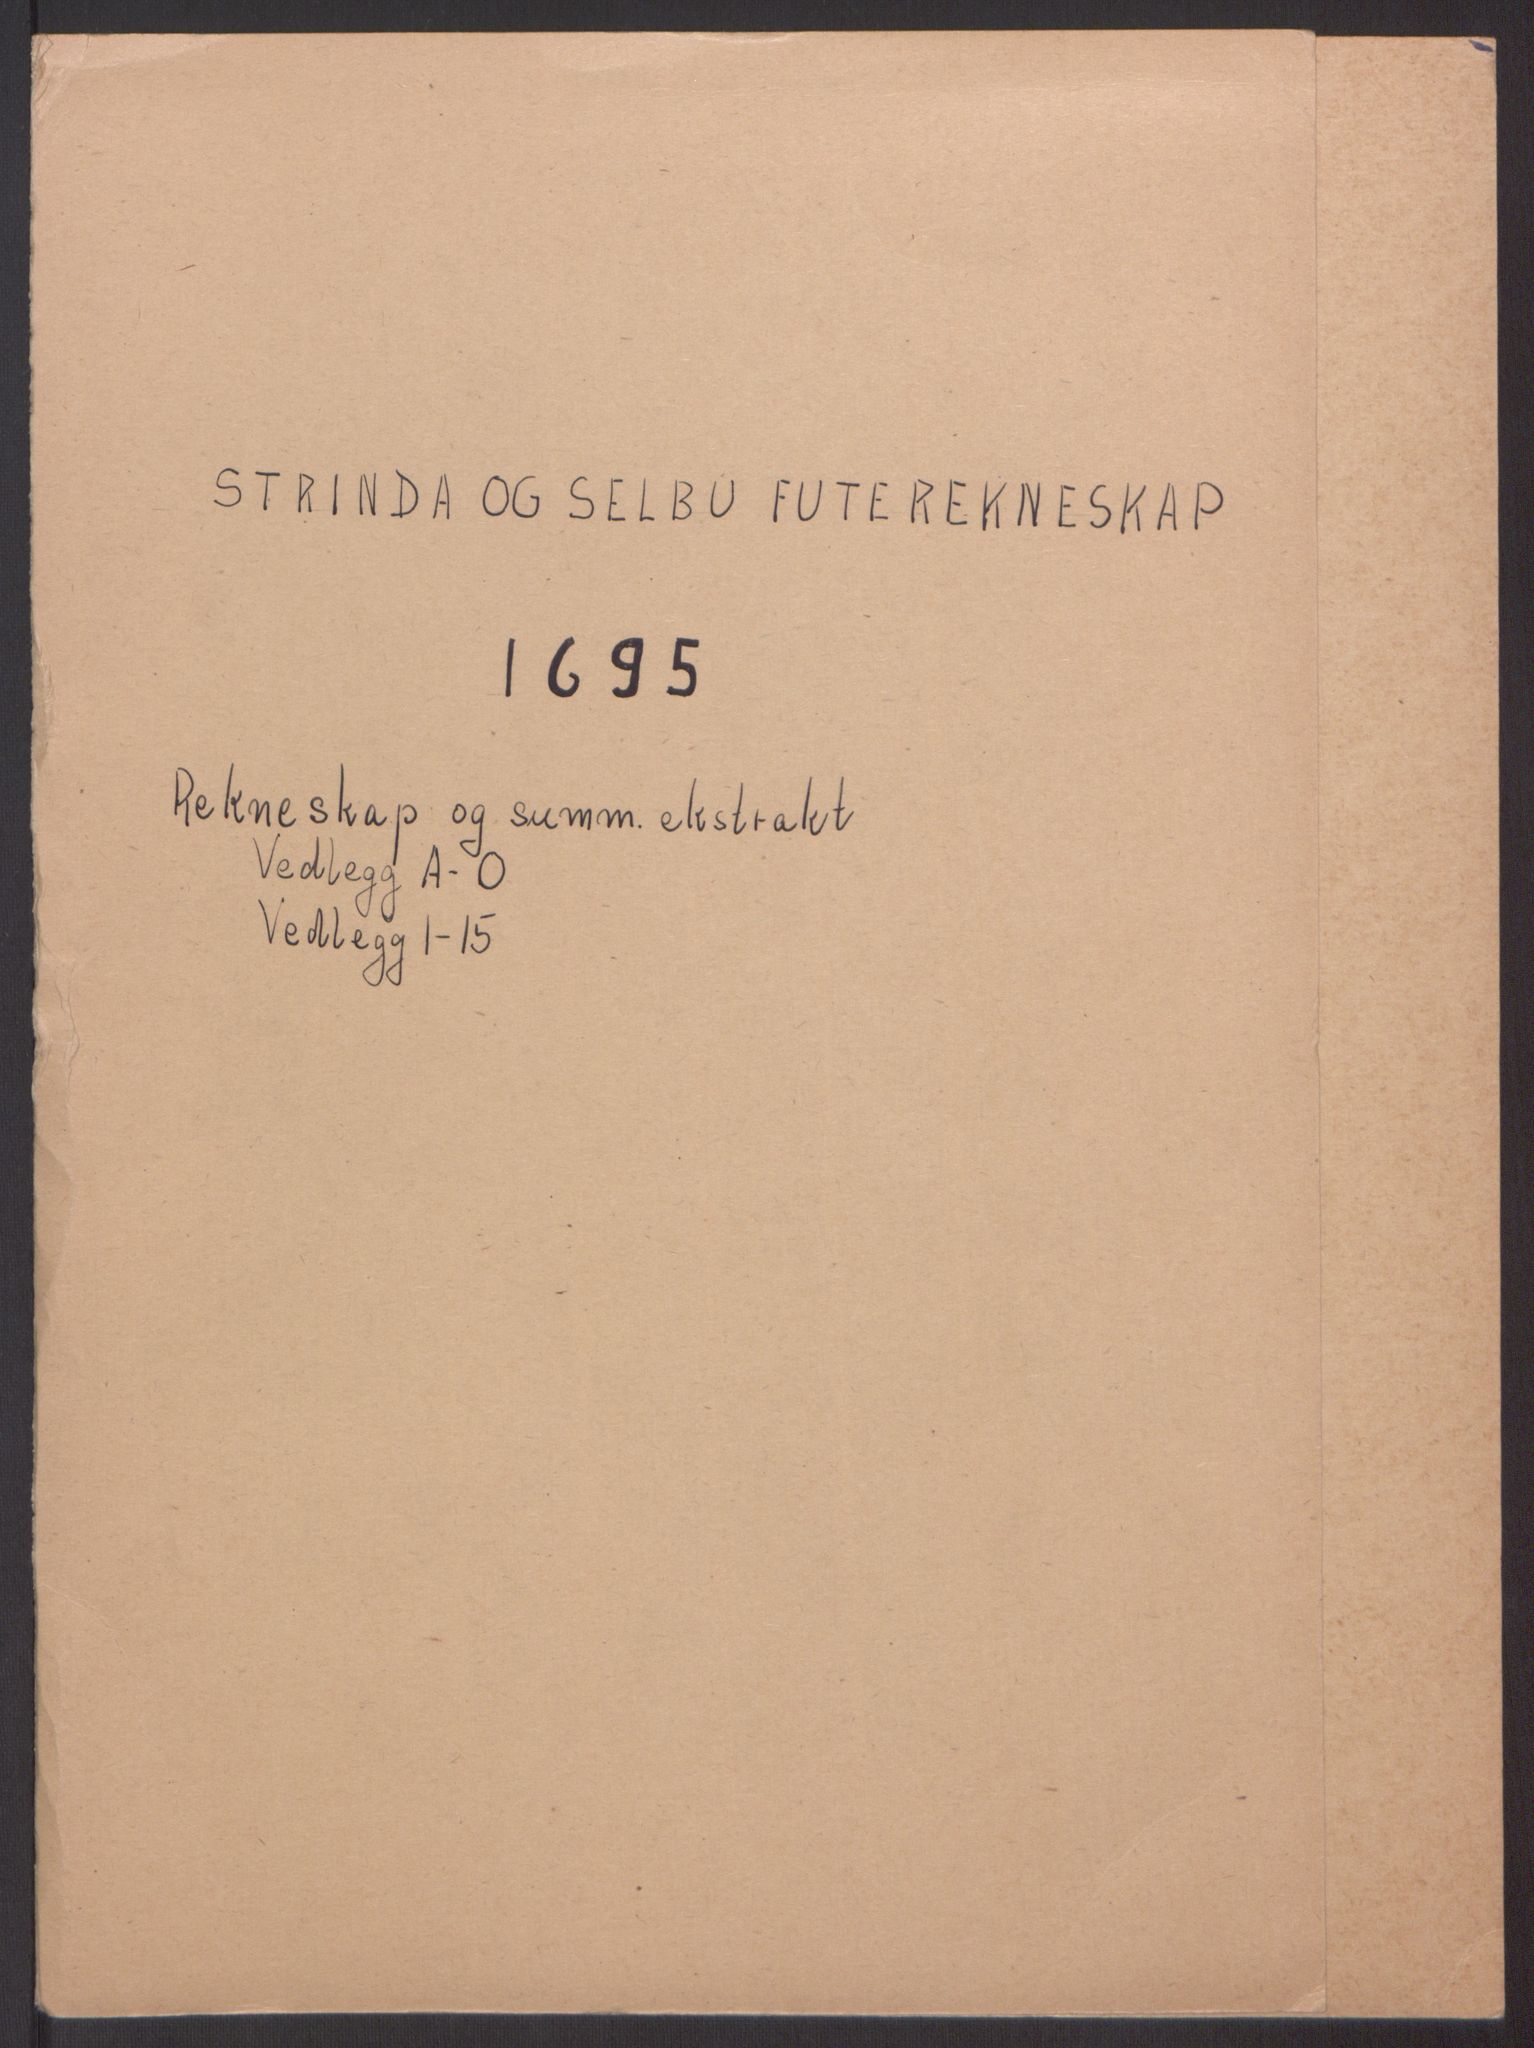 STRINDA OG SELBU FUTEREKNESKAP
1695
Rekneskap og summ. ekstrakt
Vedlegg A-O
Vedlegg 1-15